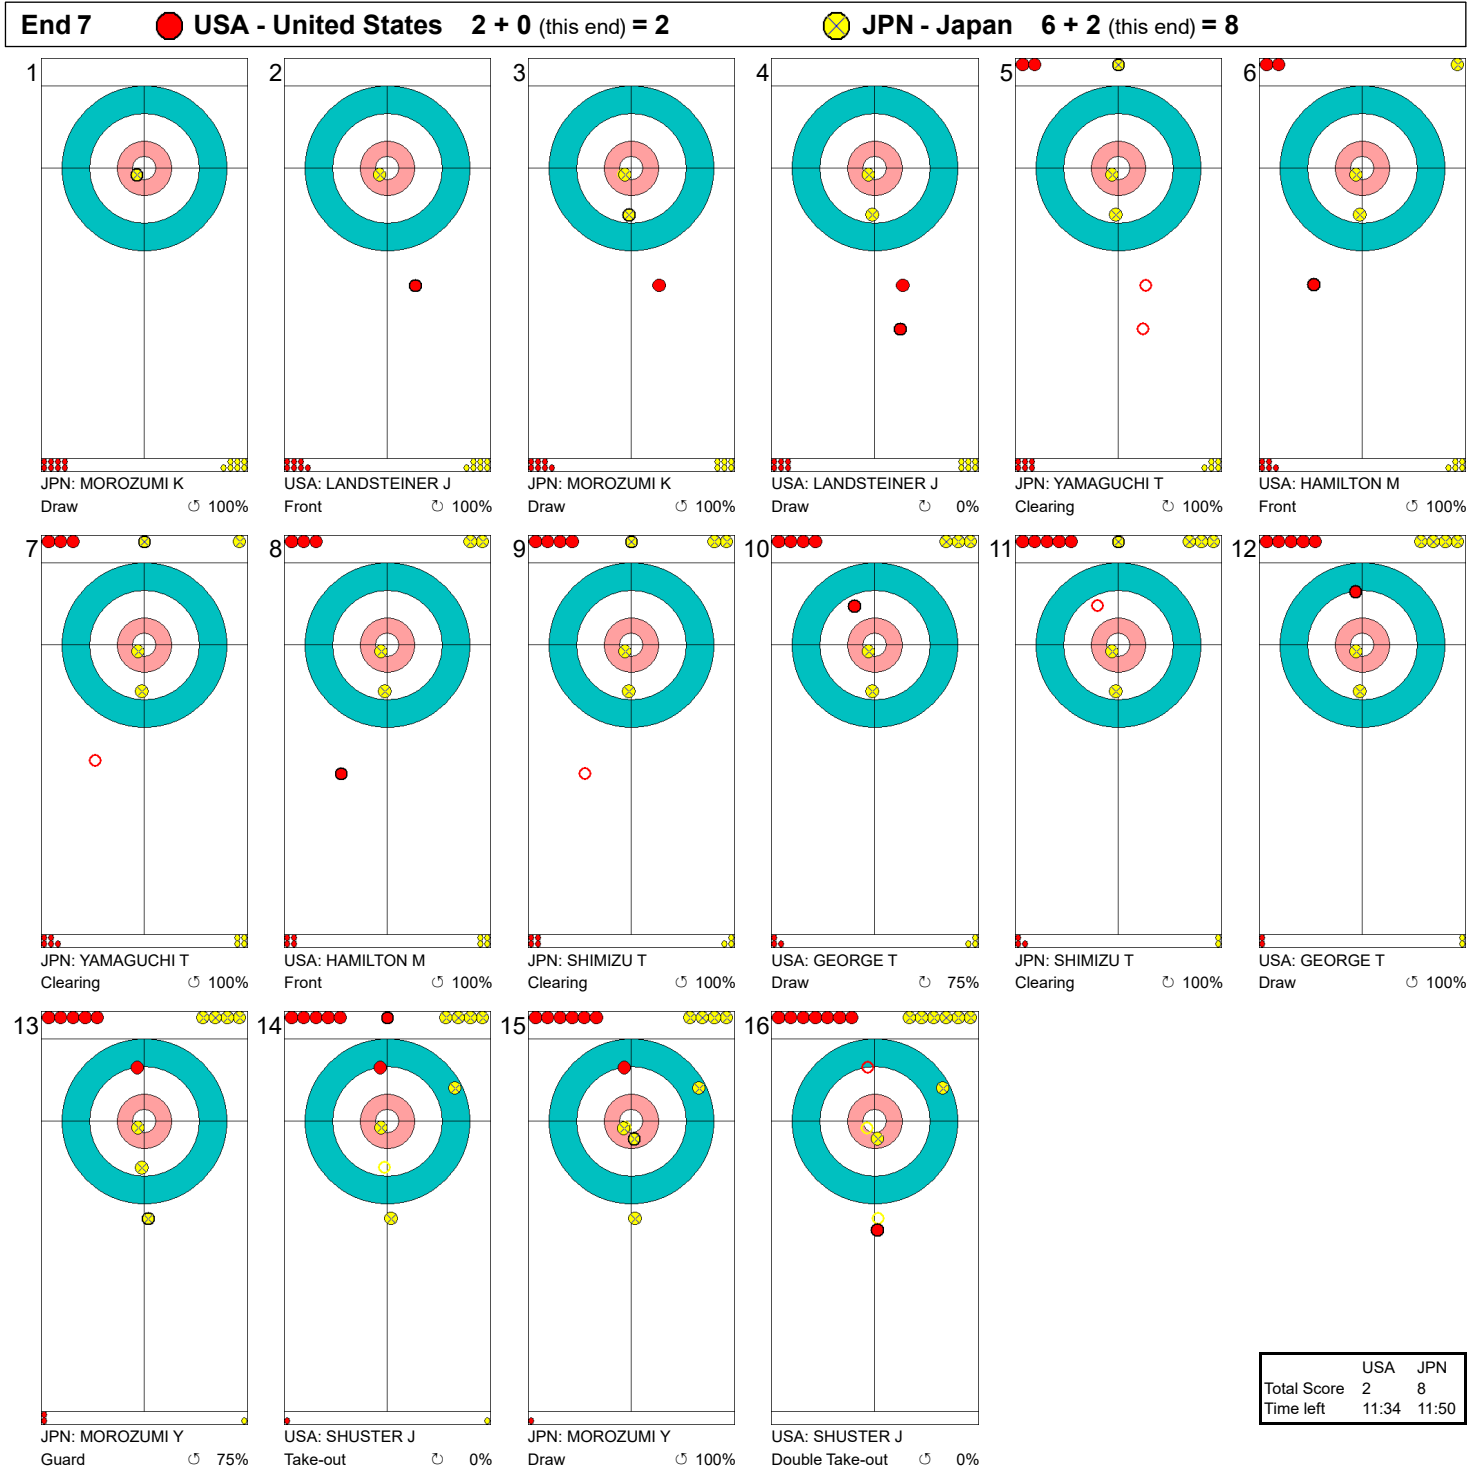 End 7 USA - United States 2 + 0 (this end) = 2 JPN - Japan 6 + 2 (this end) = 8
1 2 3 4 5 6
JPN: MOROZUMI K USA: LANDSTEINER J JPN: MOROZUMI K USA: LANDSTEINER J JPN: YAMAGUCHI T USA: HAMILTON M
Draw ↺ 100% Front ↻ 100% Draw ↺ 100% Draw ↻ 0% Clearing ↺ 100% Front ↻ 100%
7 8 9 10 11 12
JPN: YAMAGUCHI T USA: HAMILTON M JPN: SHIMIZU T USA: GEORGE T JPN: SHIMIZU T USA: GEORGE T
Clearing ↺ 100% Front ↻ 100% Clearing ↺ 100% Draw ↻ 75% Clearing ↺ 100% Draw ↻ 100%
13 14 15 16
JPN: MOROZUMI Y USA: SHUSTER J JPN: MOROZUMI Y USA: SHUSTER J
Guard ↺ 75% Take-out ↻ 0% Draw ↺ 100% Double Take-out ↺ 0%
USA JPN
Total Score 2 8
Time left 11:34 11:50